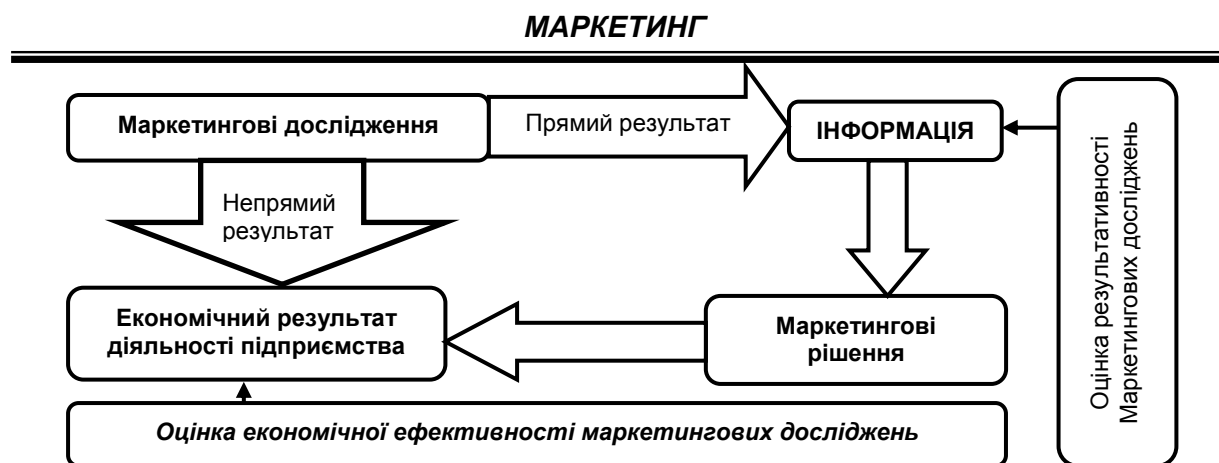 МАРКЕТИНГ
Маркетингові дослідження
Прямий результат
ІНФОРМАЦІЯ
Непрямий
результат
Економічний результат
діяльності підприємства
Маркетингові
рішення
Оцінка економічної ефективності маркетингових досліджень
Оцінка результативності
Маркетингових досліджень